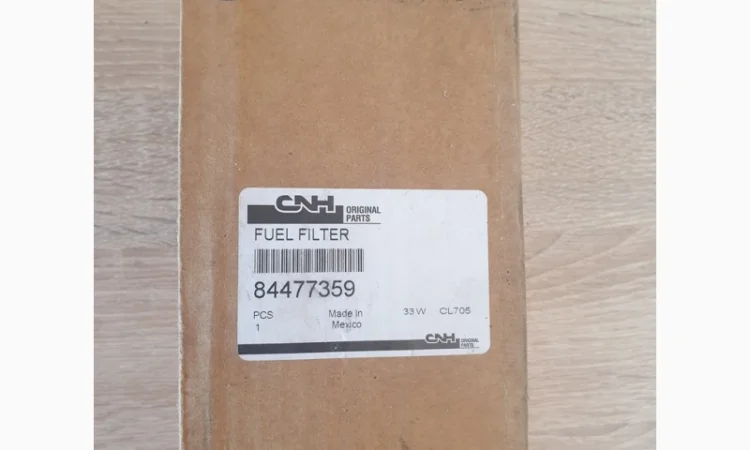 CNH ORIGINAL PARTS
FUEL FILTER
84477359
PCS Made In 33 W CL705
1 Mexico
CNH ORIGINAL PARTS